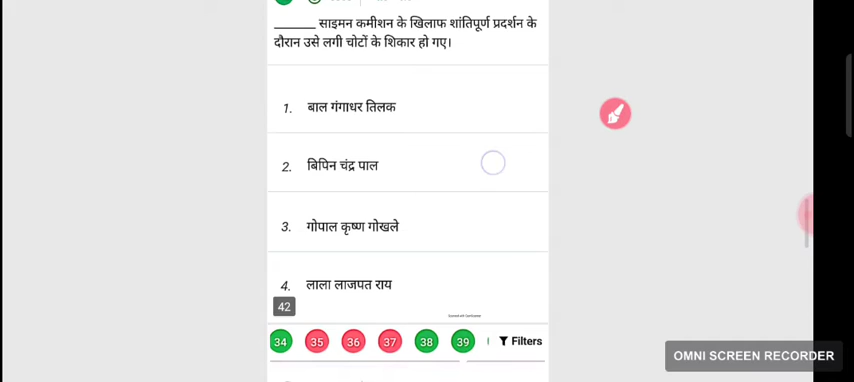 ______ साइमन कमीशन के खिलाफ शांतिपूर्ण प्रदर्शन के
दौरान उसे लगी चोटों के शिकार हो गए।
1. बाल गंगाधर तिलक
2. बिपिन चंद्र पाल
3. गोपाल कृष्ण गोखले
4. लाला लाजपत राय
42
34 35 36 37 38 39 Filters
OMNI SCREEN RECORDER